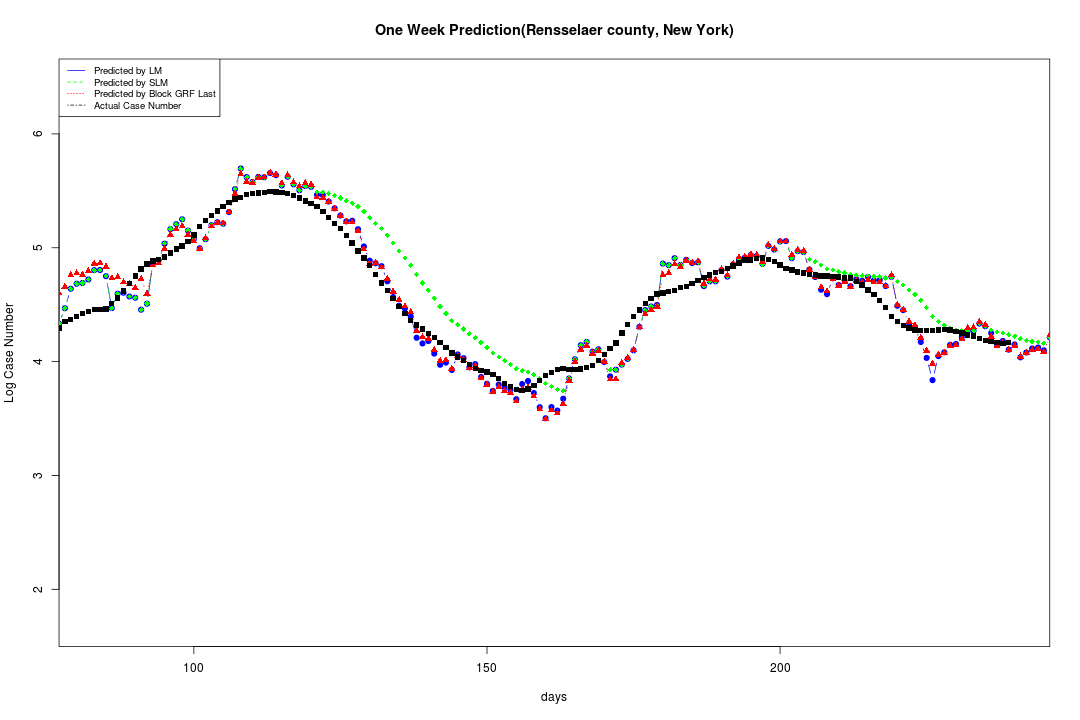 One Week Prediction(Rensselaer county, New York)
Predicted by LM
Predicted by SLM
Predicted by Block GRF Last
Actual Case Number
6
5
4
3
2
Log Case Number
100
150
200
days